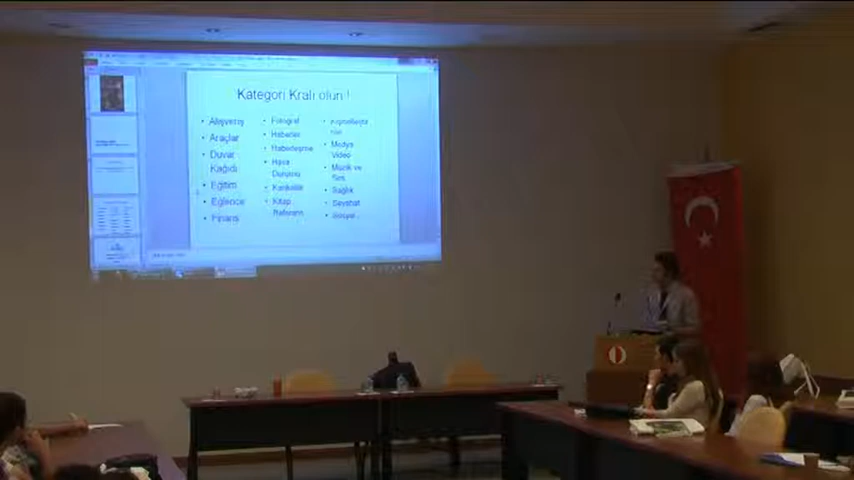 Kategori Kralı olun !
Alışveriş
Araçlar
Duvar
Kağıdı
Eğitim
Eğlence
Finans
Fotoğraf
Haberler
Haberleşme
Hava
Durumu
Karikatür
Kitap
Referans
Medya
Video
Müzik ve
Ses
Sağlık
Seyahat
Sosyal